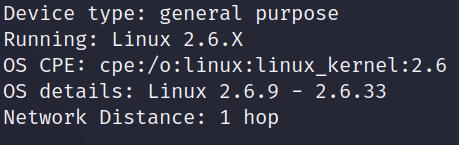 Device type: general purpose
Running: Linux 2.6.X
OS CPE: cpe:/o:linux:linux_kernel:2.6
OS details: Linux 2.6.9 - 2.6.33
Network Distance: 1 hop